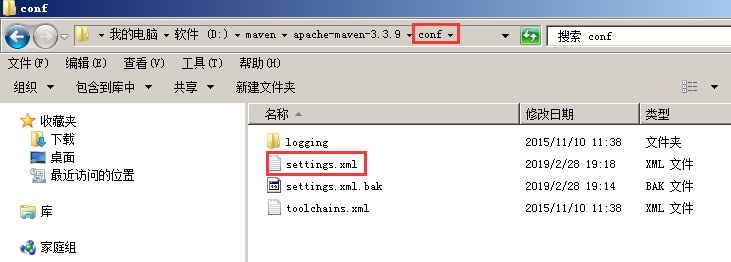 conf
我的电脑 软件 (D:) maven apache-maven-3.3.9 conf 搜索 conf
文件(F) 编辑(E) 查看(V) 工具(T) 帮助(H)
组织 包含到库中 共享 新建文件夹
收藏夹
下载
桌面
最近访问的位置
库
家庭组
名称 修改日期 类型
logging 2015/11/10 11:38 文件夹
settings.xml 2019/2/28 19:18 XML 文件
settings.xml.bak 2019/2/28 19:14 BAK 文件
toolchains.xml 2015/11/10 11:38 XML 文件